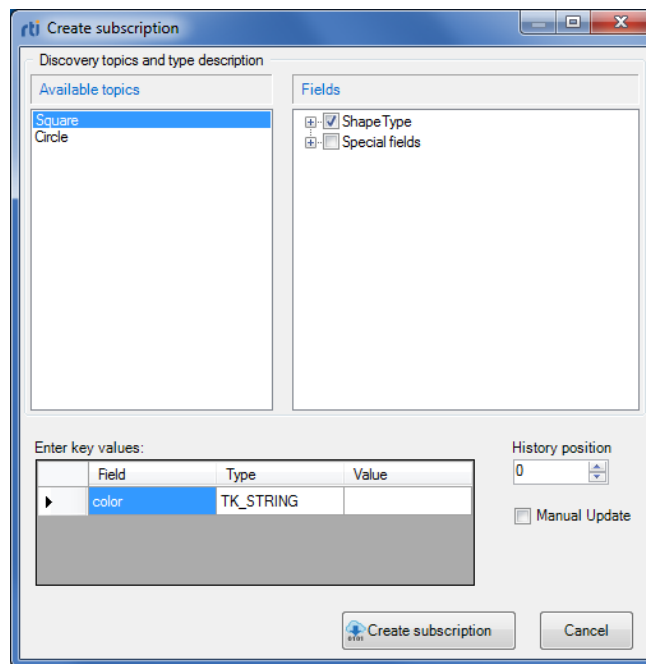 rti Create subscription
Discovery topics and type description
Available topics
Fields
Square
Circle
ShapeType
Special fields
Enter key values:
History position
Field Type Value
0
color TK_STRING
Manual Update
0101 Create subscription
Cancel